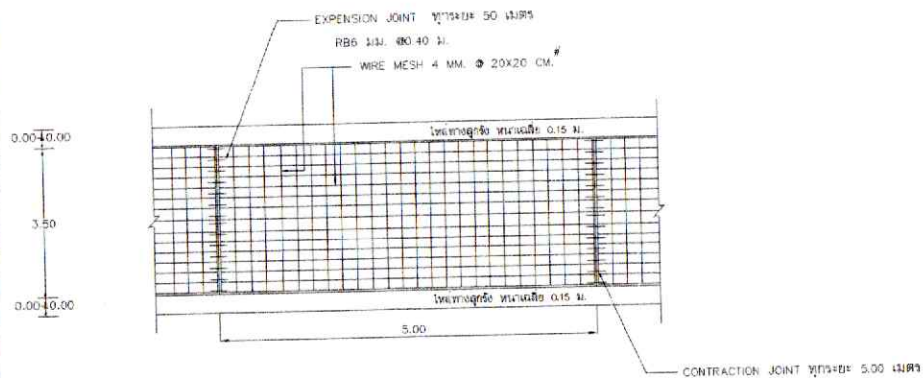 EXPENSION JOINT ทุกระยะ 50 เมตร
RB6 มม. @0.40 ม.
WIRE MESH 4 MM. @ 20X20 CM.#
ไหล่ทางลูกรัง หนาเฉลี่ย 0.15 ม.
0.00-10.00
3.50
0.00-10.00
ไหล่ทางลูกรัง หนาเฉลี่ย 0.15 ม.
5.00
CONTRACTION JOINT ทุกระยะ 5.00 เมตร